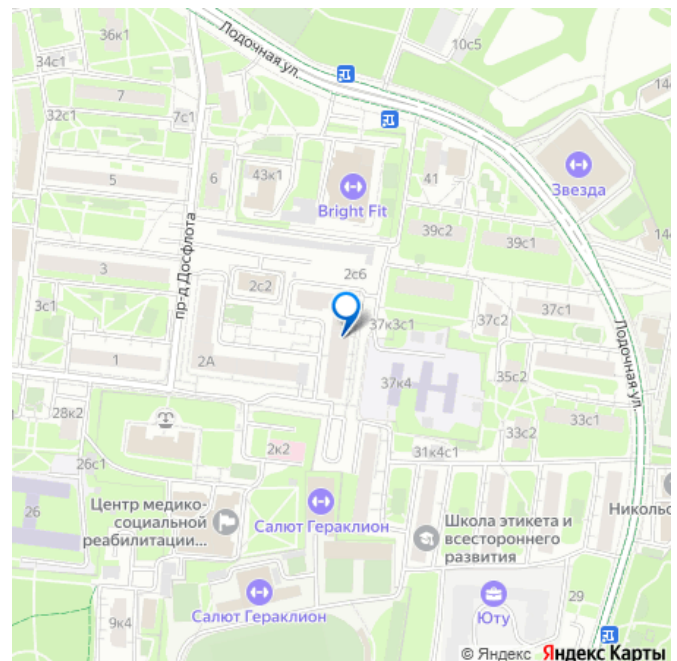 36к1
Лодочная ул.
10с5
34с1
7
14
32с1
7с1
5
6
43к1
Bright Fit
41
Звезда
39с2
39с1
14
пр-д Досфлота
3
2с2
2с6
3с1
37к3с1
37с2
37с1
Лодочная ул.
1
2А
37к4
35с2
28к2
33с2
33с1
2к2
31к4с1
26с1
26
Центр медико-
социальной
реабилитации...
Салют Гераклион
Школа этикета и
всестороннего
развития
Никольс
Салют Гераклион
Юту
29
9к4
© Яндекс Яндекс Карты